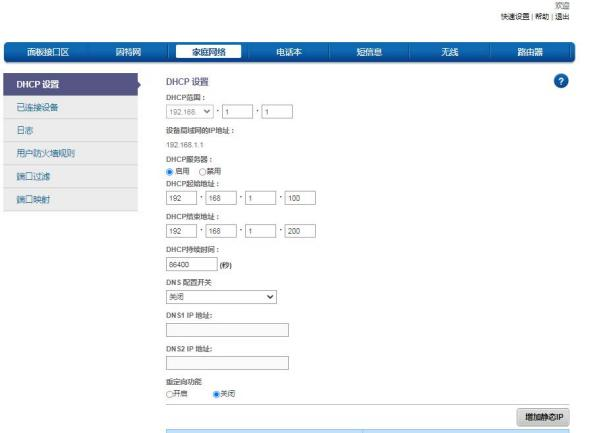 欢迎
快速设置 | 帮助 | 退出
面板接口区 因特网 家庭网络 电话本 短信息 无线 路由器
DHCP 设置
已连接设备
日志
用户防火墙规则
端口过滤
端口映射
DHCP 设置
?
DHCP范围：
192.168. . 1 . 1
设备局域网的IP地址：
192.168.1.1
DHCP服务器：
启用 禁用
DHCP起始地址：
192 . 168 . 1 . 100
DHCP结束地址：
192 . 168 . 1 . 200
DHCP持续时间：
86400 (秒)
DNS 配置开关
关闭
DNS1 IP 地址:
DNS2 IP 地址:
重定向功能
开启 关闭
增加静态IP